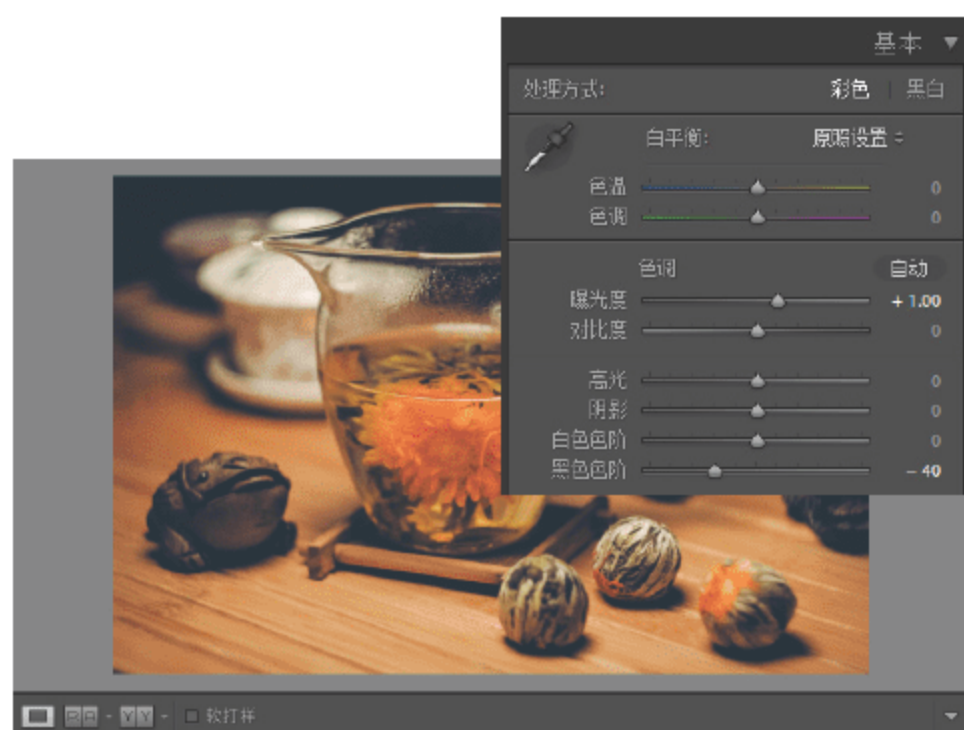 基本
处理方式: 彩色 黑白
白平衡: 原照设置
色温 0
色调 0
色调 自动
曝光度 + 1.00
对比度 0
高光 0
阴影 0
白色色阶 0
黑色色阶 - 40
RA YY 软打样